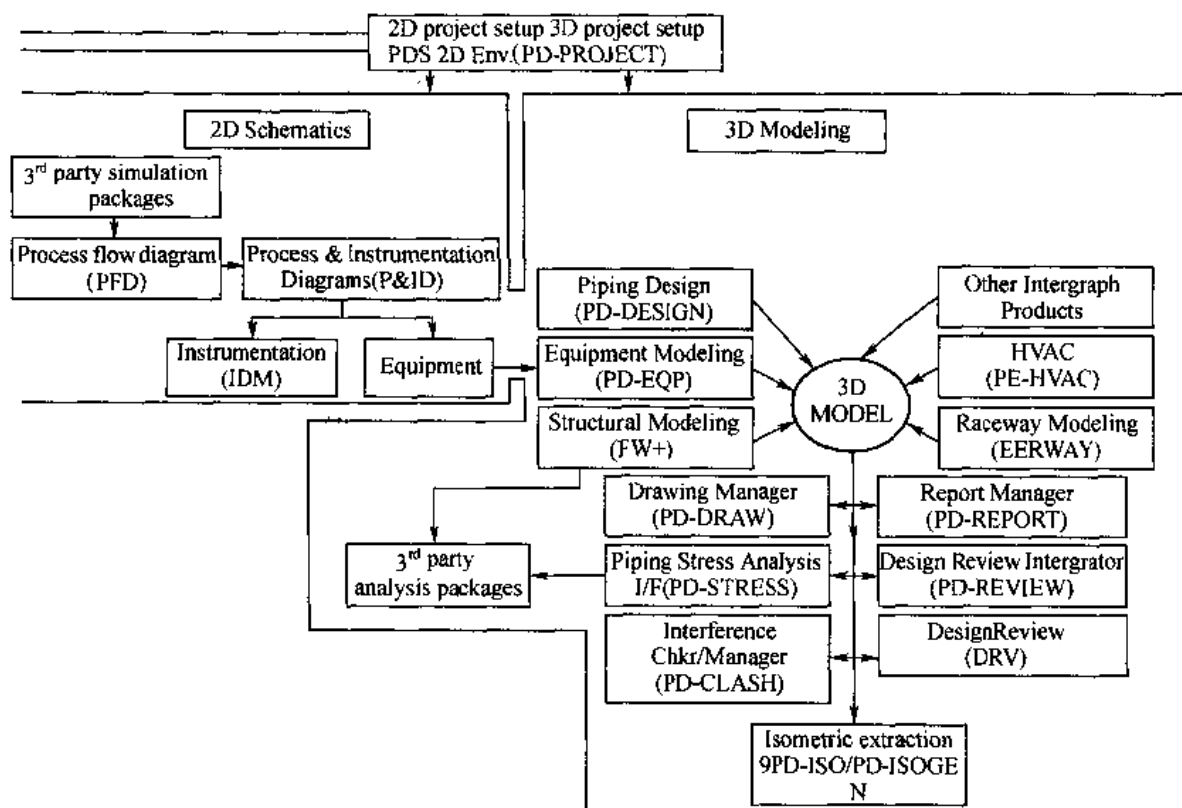 2D project setup 3D project setup
PDS 2D Env.(PD-PROJECT)
2D Schematics
3D Modeling
3rd party simulation
packages
Process flow diagram
(PFD)
Process & Instrumentation
Diagrams(P&ID)
Instrumentation
(IDM)
Equipment
Piping Design
(PD-DESIGN)
Equipment Modeling
(PD-EQP)
Structural Modeling
(FW+)
3D
MODEL
Other Intergraph
Products
HVAC
(PE-HVAC)
Raceway Modeling
(EERWAY)
Drawing Manager
(PD-DRAW)
Report Manager
(PD-REPORT)
3rd party
analysis packages
Piping Stress Analysis
I/F(PD-STRESS)
Design Review Intergrator
(PD-REVIEW)
Interference
Chkr/Manager
(PD-CLASH)
DesignReview
(DRV)
Isometric extraction
9PD-ISO/PD-ISOGE
N